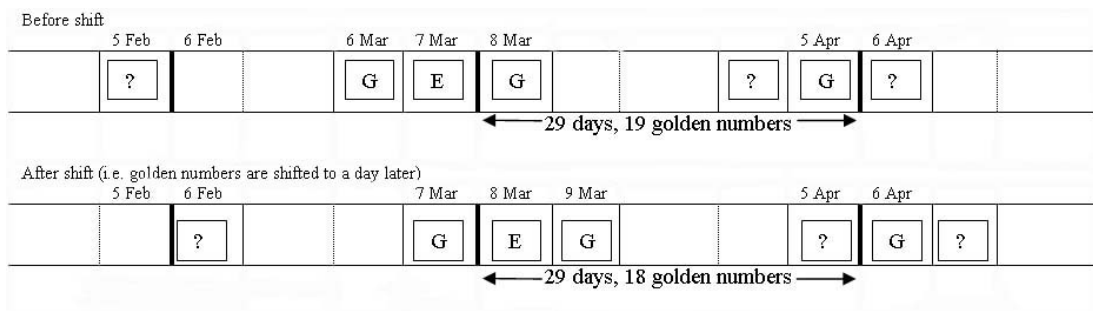 Before shift
5 Feb 6 Feb 6 Mar 7 Mar 8 Mar 5 Apr 6 Apr
? G E G ? G ?
29 days, 19 golden numbers
After shift (i.e. golden numbers are shifted to a day later)
5 Feb 6 Feb 7 Mar 8 Mar 9 Mar 5 Apr 6 Apr
? G E G ? G ?
29 days, 18 golden numbers